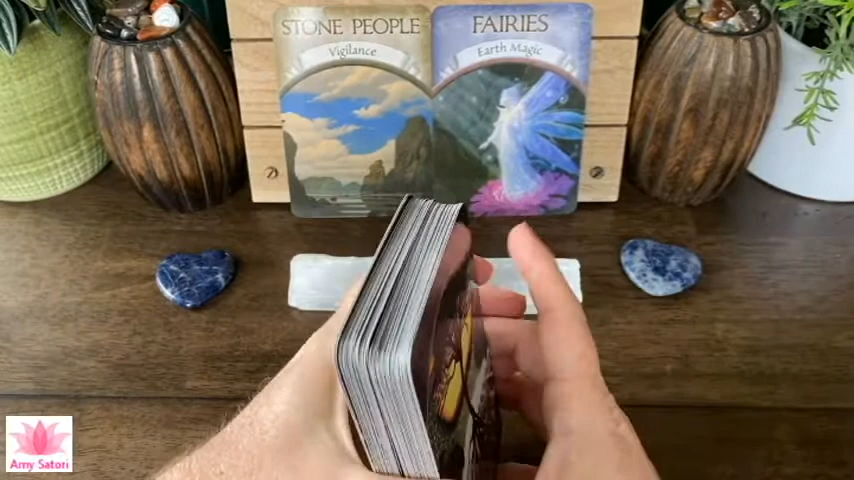 STONE PEOPLE
Vigilance
FAIRIES
Earth Magic
Amy Satori